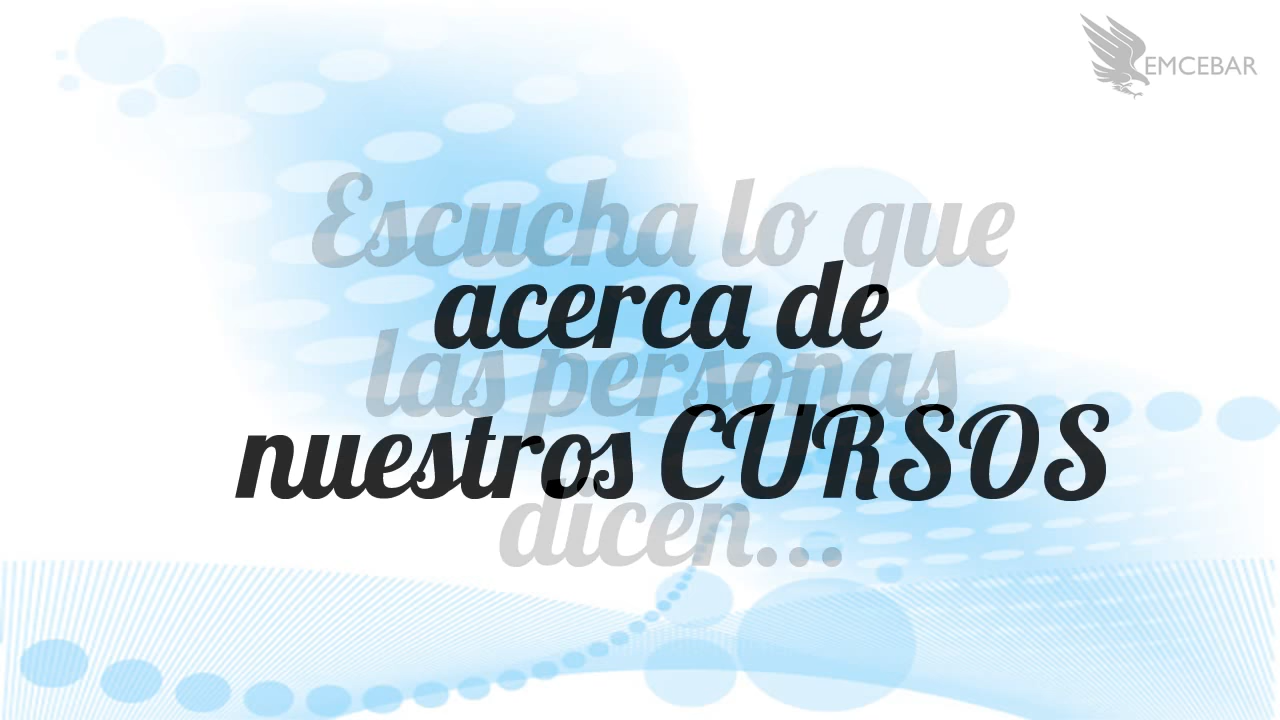 EMCEBAR
Escucha lo que
acerca de
las personas
nuestros CURSOS
dicen...